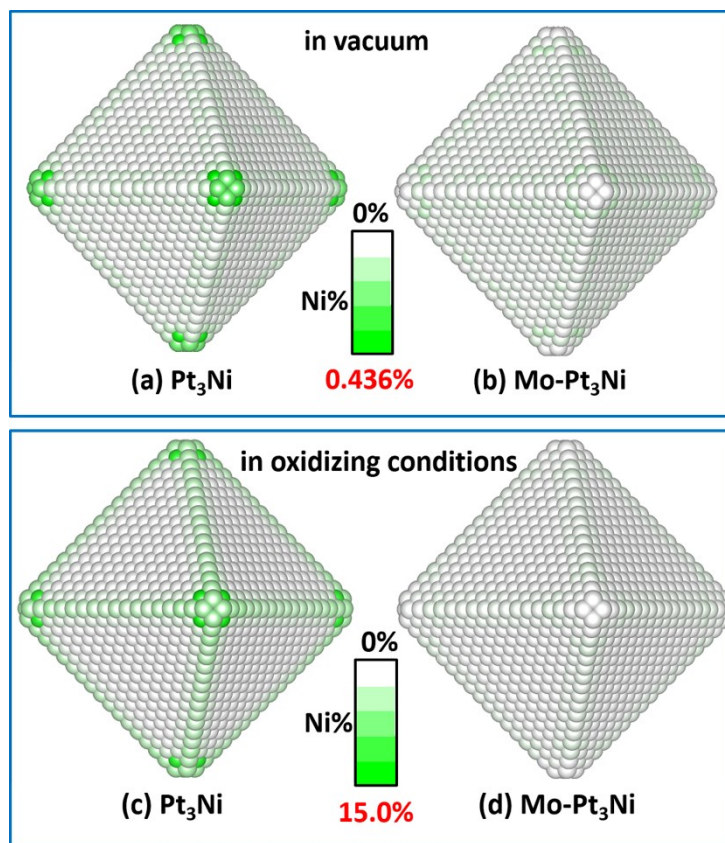 in vacuum
0%
Ni%
0.436%
(a) Pt₃Ni
(b) Mo-Pt₃Ni
in oxidizing conditions
0%
Ni%
15.0%
(c) Pt₃Ni
(d) Mo-Pt₃Ni